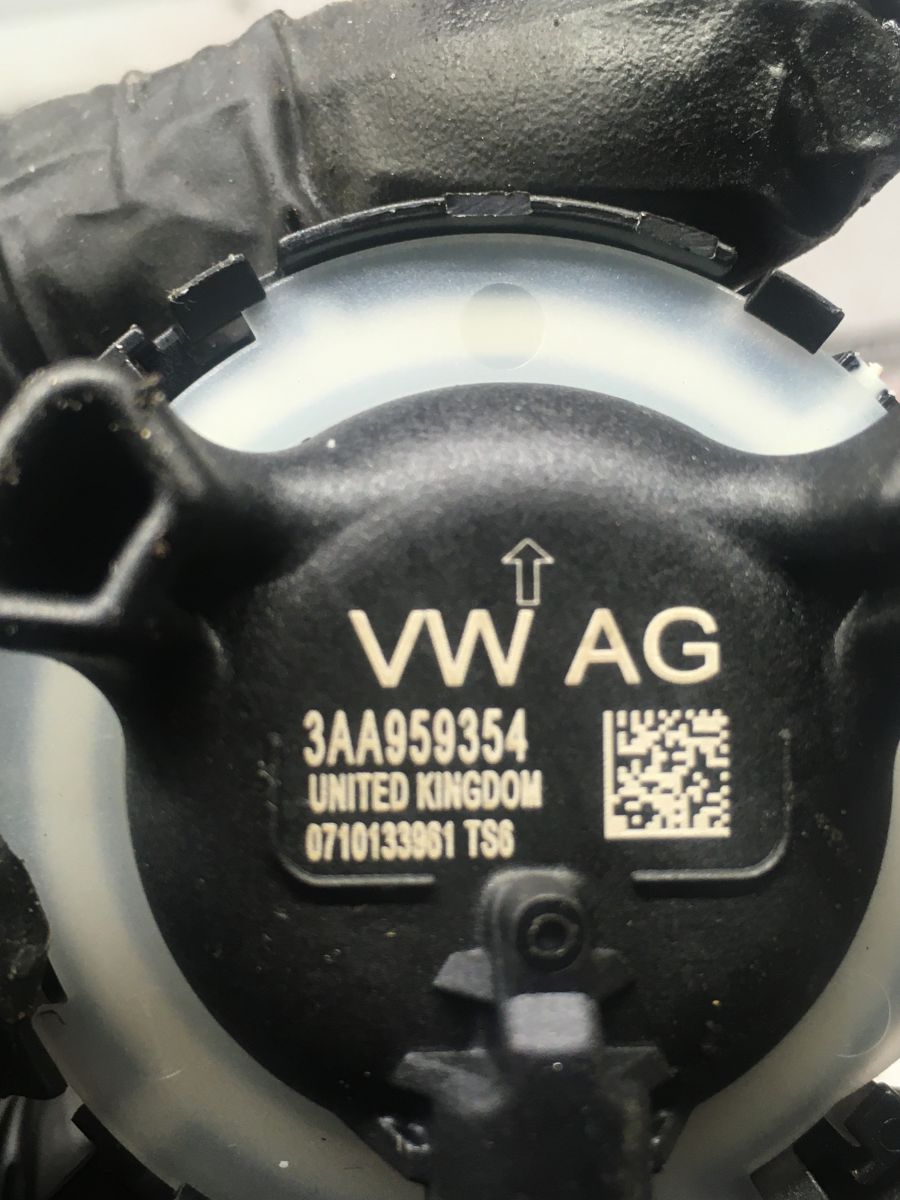 VW AG
3AA959354
UNITED KINGDOM
0710133961 TS6